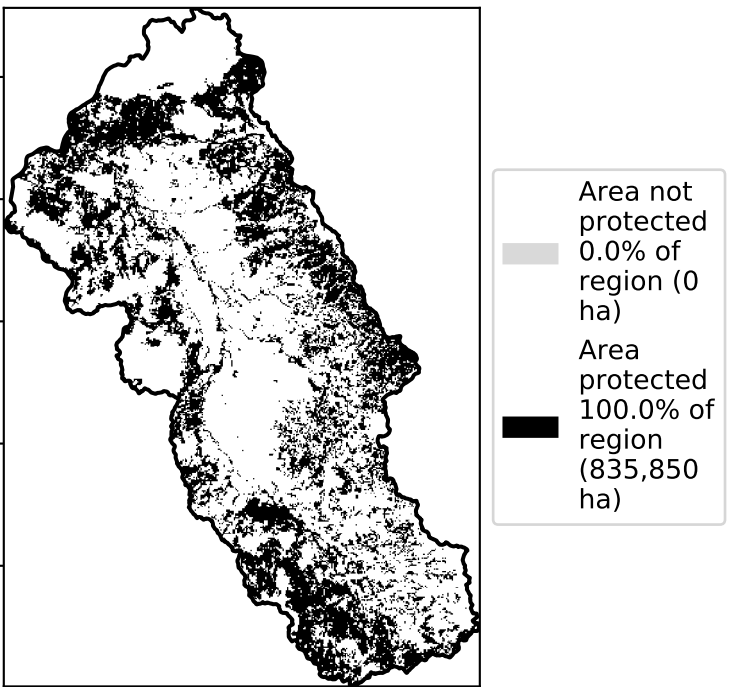 Area not
protected
0.0% of
region (0
ha)
Area
protected
100.0% of
region
(835,850
ha)